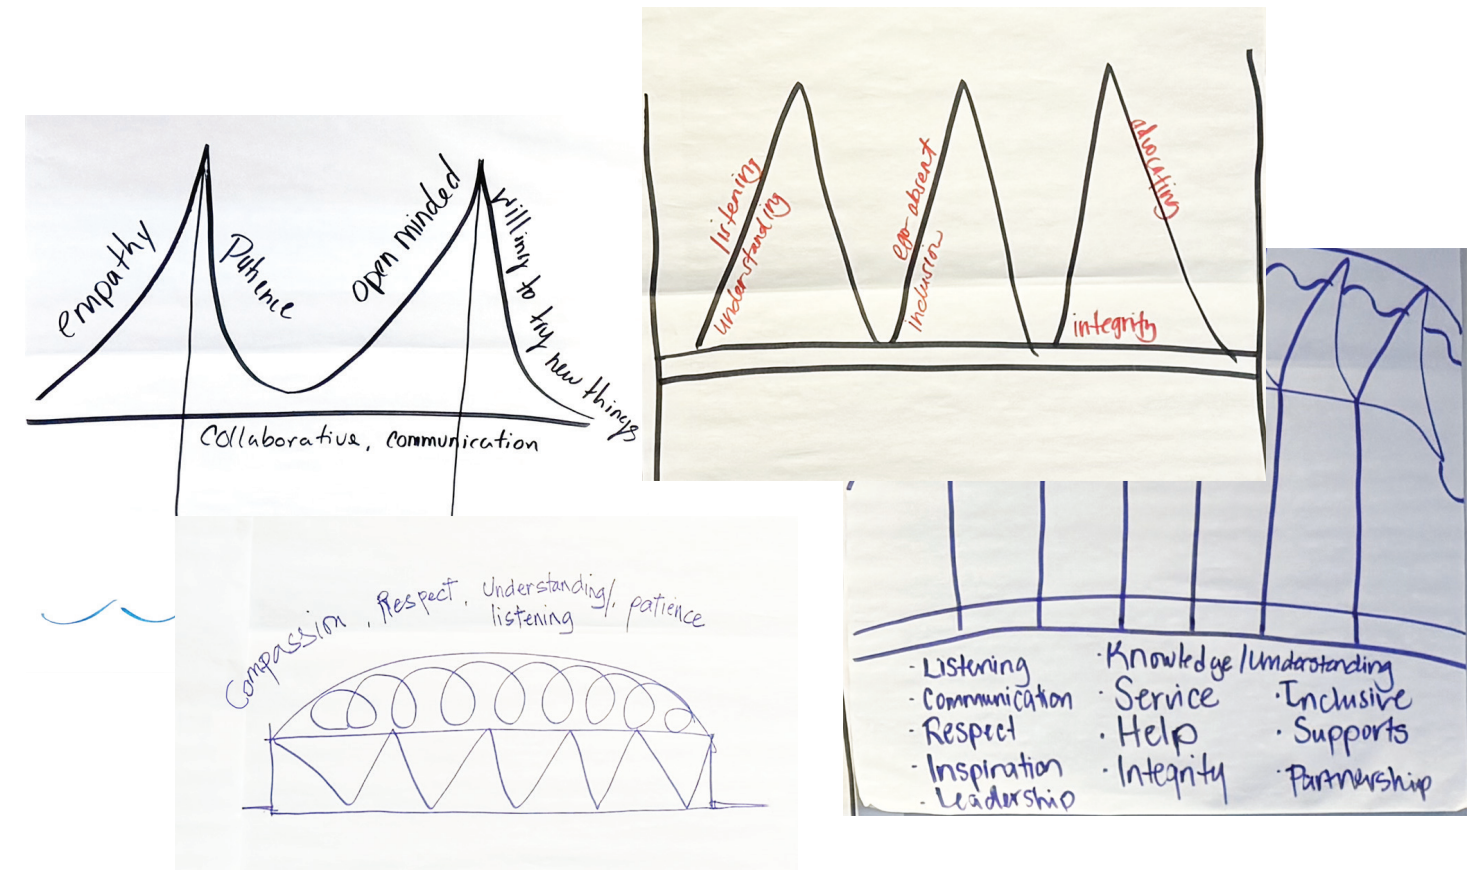 empathy
Patience
open minded
willing to try new things
Collaborative, Communication
listening
understanding
ego-absent
inclusion
advocating
integrity
Compassion, Respect, Understanding/, patience
listening
· Listening
· Communication
· Respect
· Inspiration
· Leadership
· Knowledge/Understanding
· Service
· Help
· Integrity
· Inclusive
· Supports
· Partnership